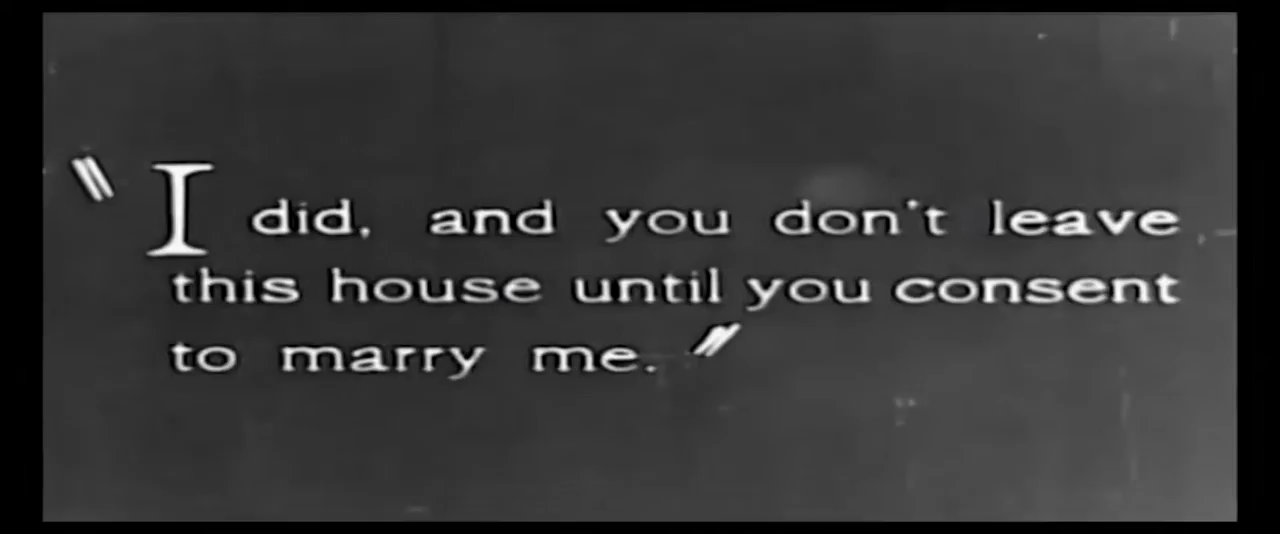 "I did, and you don't leave
this house until you consent
to marry me."